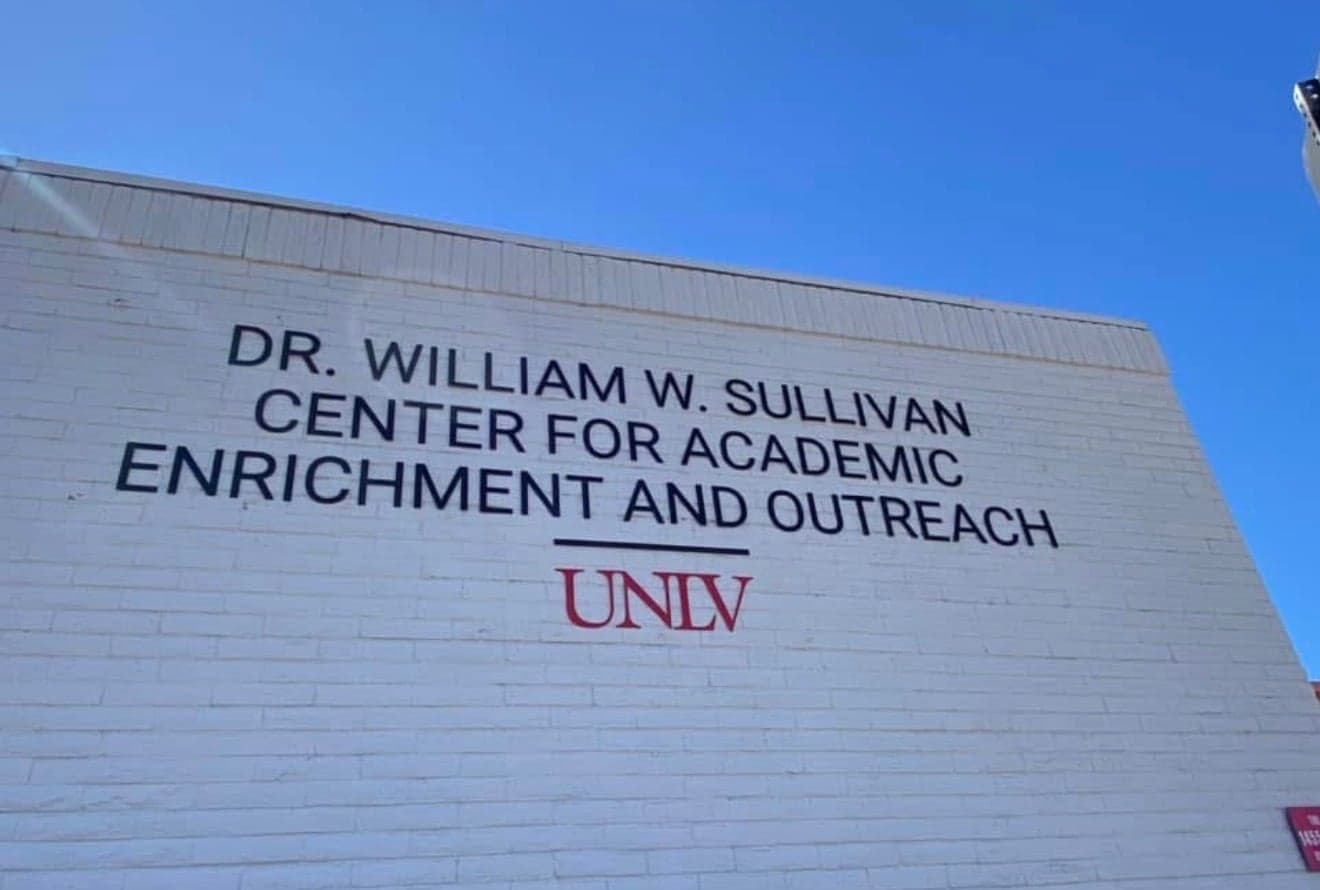 DR. WILLIAM W. SULLIVAN
CENTER FOR ACADEMIC
ENRICHMENT AND OUTREACH
UNLV